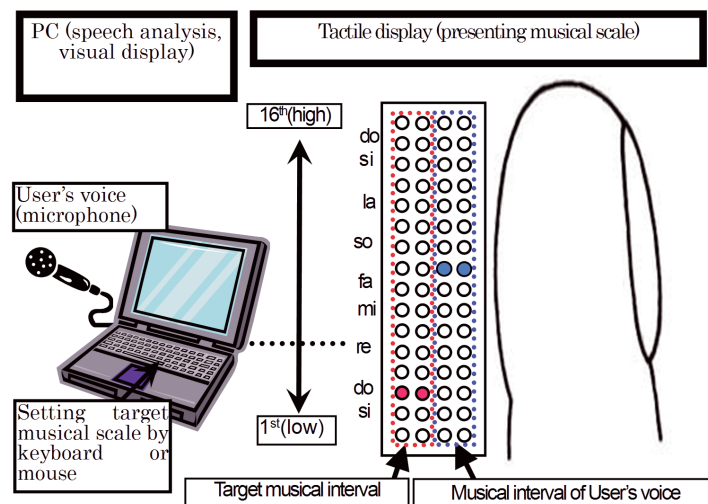 PC (speech analysis,
visual display)
Tactile display (presenting musical scale)
16th(high)
do
si
la
so
fa
mi
re
do
si
User's voice
(microphone)
1st(low)
Setting target
musical scale by
keyboard or
mouse
Target musical interval
Musical interval of User's voice